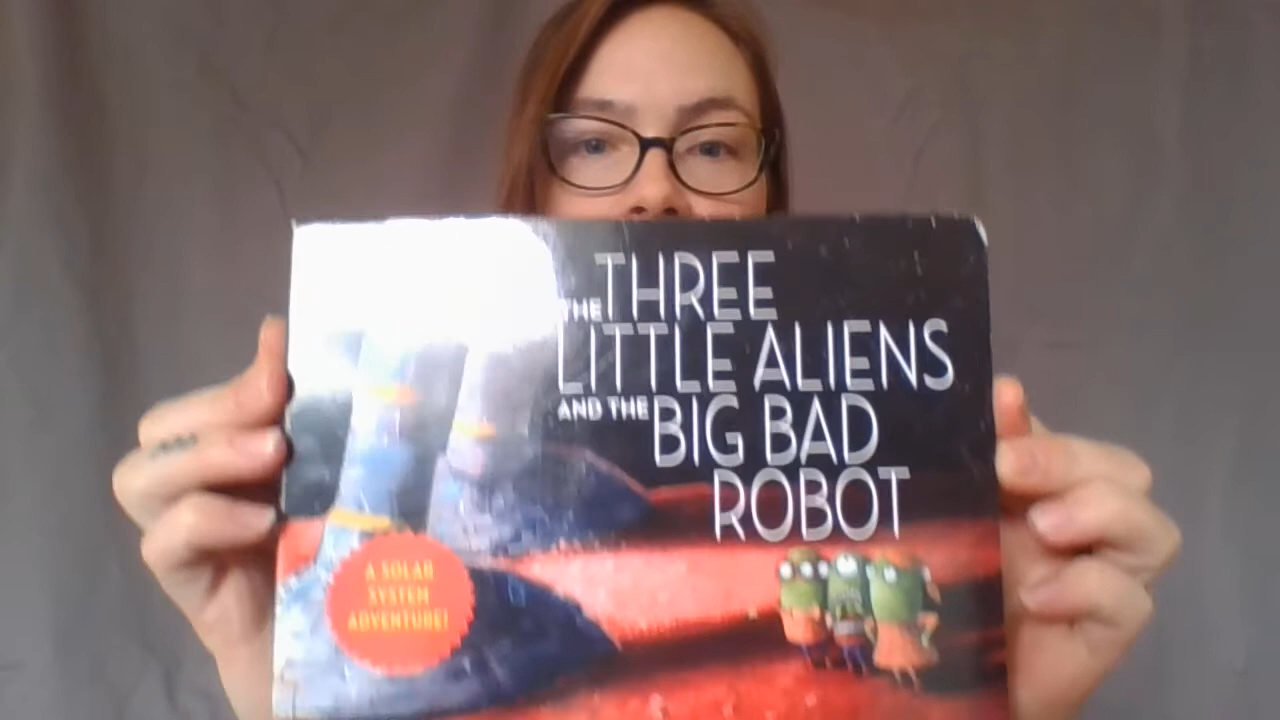 THE THREE
LITTLE ALIENS
AND THE BIG BAD
ROBOT
A SOLAR
SYSTEM
ADVENTURE!